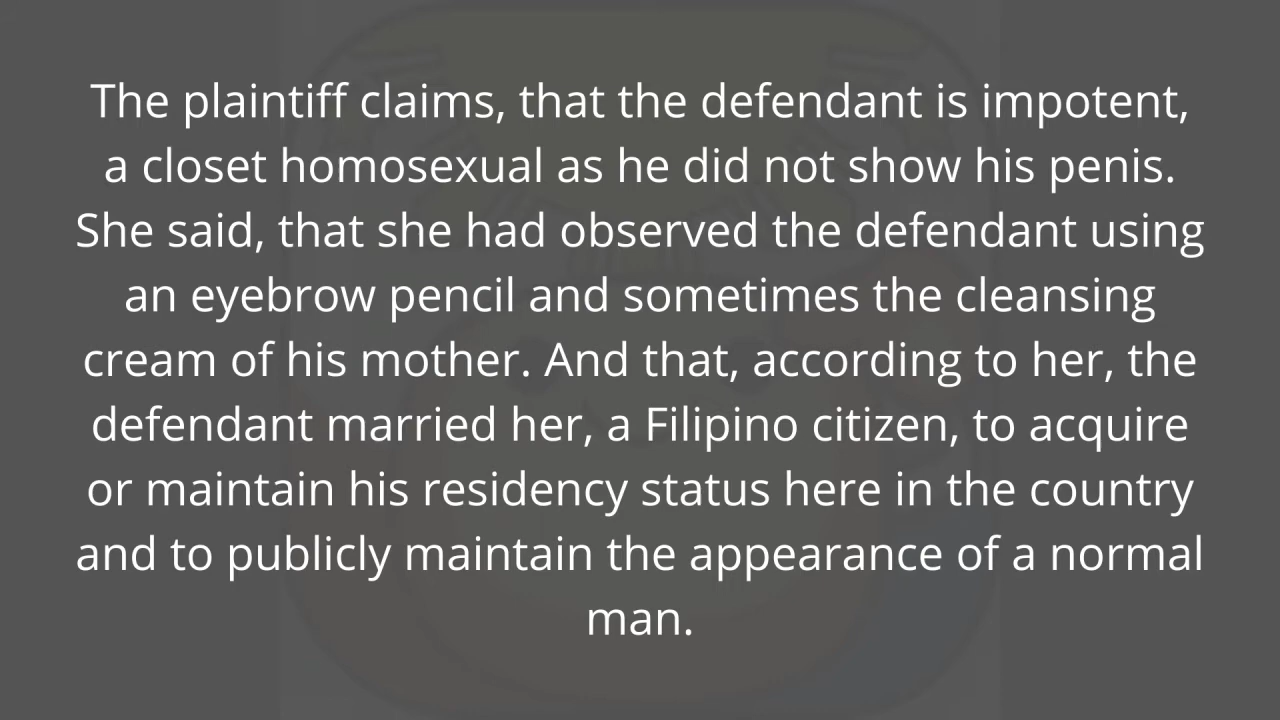 The plaintiff claims, that the defendant is impotent,
a closet homosexual as he did not show his penis.
She said, that she had observed the defendant using
an eyebrow pencil and sometimes the cleansing
cream of his mother. And that, according to her, the
defendant married her, a Filipino citizen, to acquire
or maintain his residency status here in the country
and to publicly maintain the appearance of a normal
man.